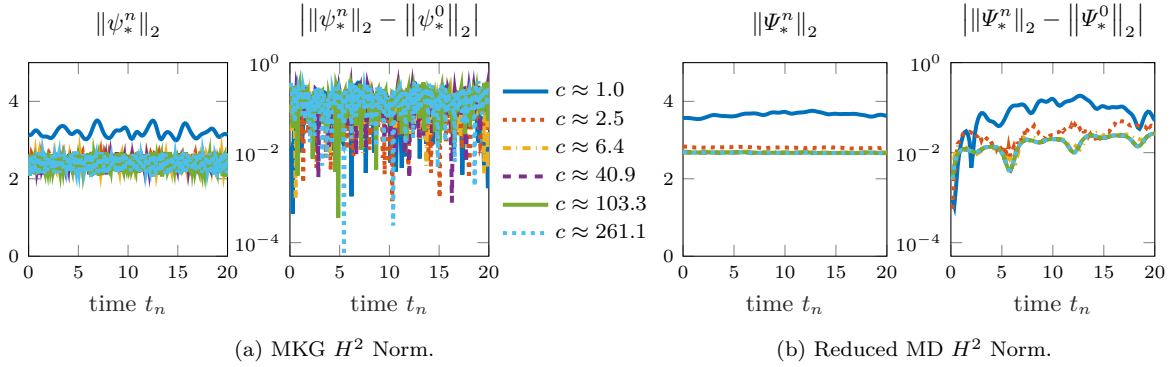 ‖ψ∗ⁿ‖₂
|‖ψ∗ⁿ‖₂ − ‖ψ∗⁰‖₂|
4
2
0
0 5 10 15 20
time tₙ
10⁰
10⁻²
10⁻⁴
0 5 10 15 20
time tₙ
c ≈ 1.0
c ≈ 2.5
c ≈ 6.4
c ≈ 40.9
c ≈ 103.3
c ≈ 261.1
(a) MKG H² Norm.
‖Ψ∗ⁿ‖₂
|‖Ψ∗ⁿ‖₂ − ‖Ψ∗⁰‖₂|
4
2
0
0 5 10 15 20
time tₙ
10⁰
10⁻²
10⁻⁴
0 5 10 15 20
time tₙ
(b) Reduced MD H² Norm.